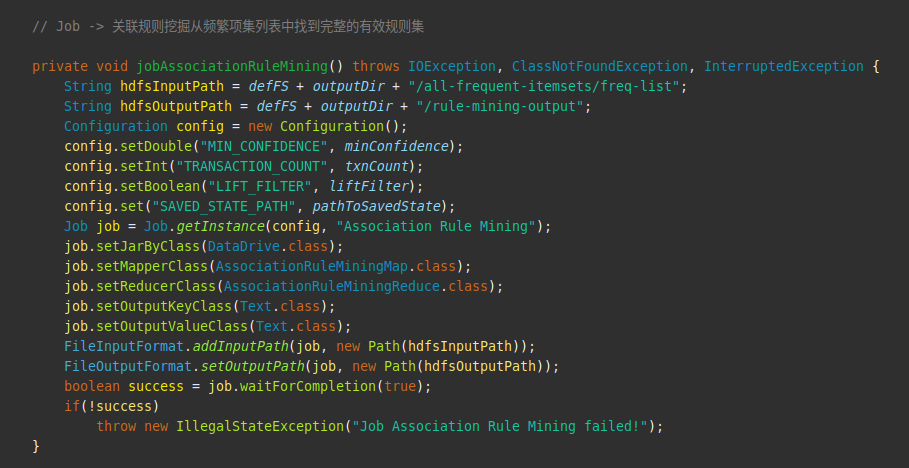 // Job -> 关联规则挖掘从频繁项集列表中找到完整的有效规则集
private void jobAssociationRuleMining() throws IOException, ClassNotFoundException, InterruptedException {
String hdfsInputPath = defFS + outputDir + "/all-frequent-itemsets/freq-list";
String hdfsOutputPath = defFS + outputDir + "/rule-mining-output";
Configuration config = new Configuration();
config.setDouble("MIN_CONFIDENCE", minConfidence);
config.setInt("TRANSACTION_COUNT", txnCount);
config.setBoolean("LIFT_FILTER", liftFilter);
config.set("SAVED_STATE_PATH", pathToSavedState);
Job job = Job.getInstance(config, "Association Rule Mining");
job.setJarByClass(DataDrive.class);
job.setMapperClass(AssociationRuleMiningMap.class);
job.setReducerClass(AssociationRuleMiningReduce.class);
job.setOutputKeyClass(Text.class);
job.setOutputValueClass(Text.class);
FileInputFormat.addInputPath(job, new Path(hdfsInputPath));
FileOutputFormat.setOutputPath(job, new Path(hdfsOutputPath));
boolean success = job.waitForCompletion(true);
if(!success)
throw new IllegalStateException("Job Association Rule Mining failed!");
}